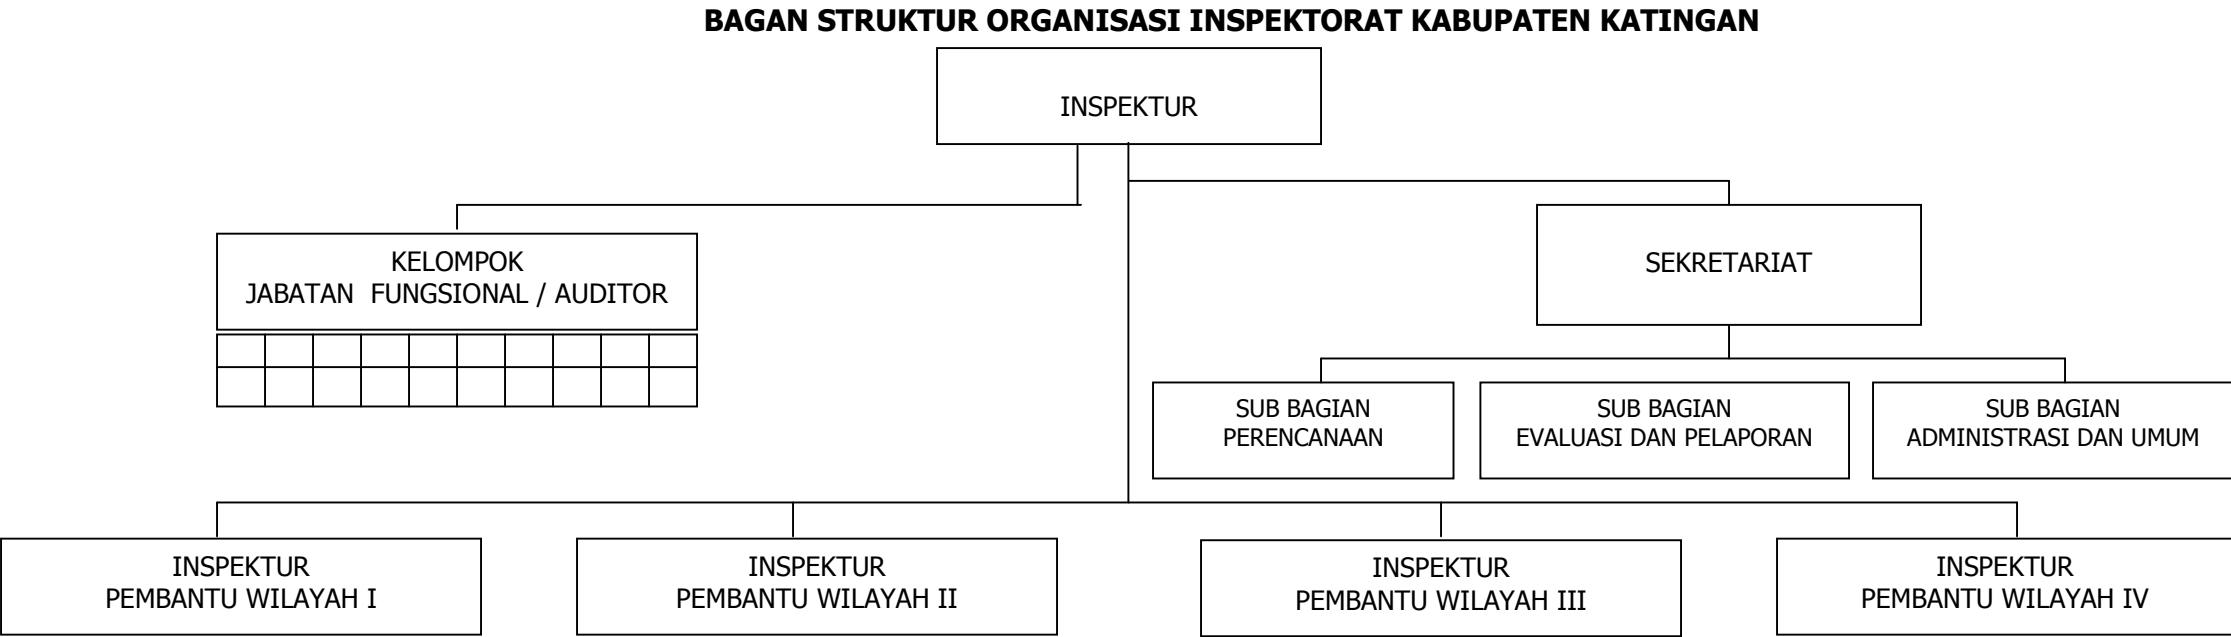 BAGAN STRUKTUR ORGANISASI INSPEKTORAT KABUPATEN KATINGAN
INSPEKTUR
KELOMPOK
JABATAN FUNGSIONAL / AUDITOR
SEKRETARIAT
SUB BAGIAN
PERENCANAAN
SUB BAGIAN
EVALUASI DAN PELAPORAN
SUB BAGIAN
ADMINISTRASI DAN UMUM
INSPEKTUR
PEMBANTU WILAYAH I
INSPEKTUR
PEMBANTU WILAYAH II
INSPEKTUR
PEMBANTU WILAYAH III
INSPEKTUR
PEMBANTU WILAYAH IV